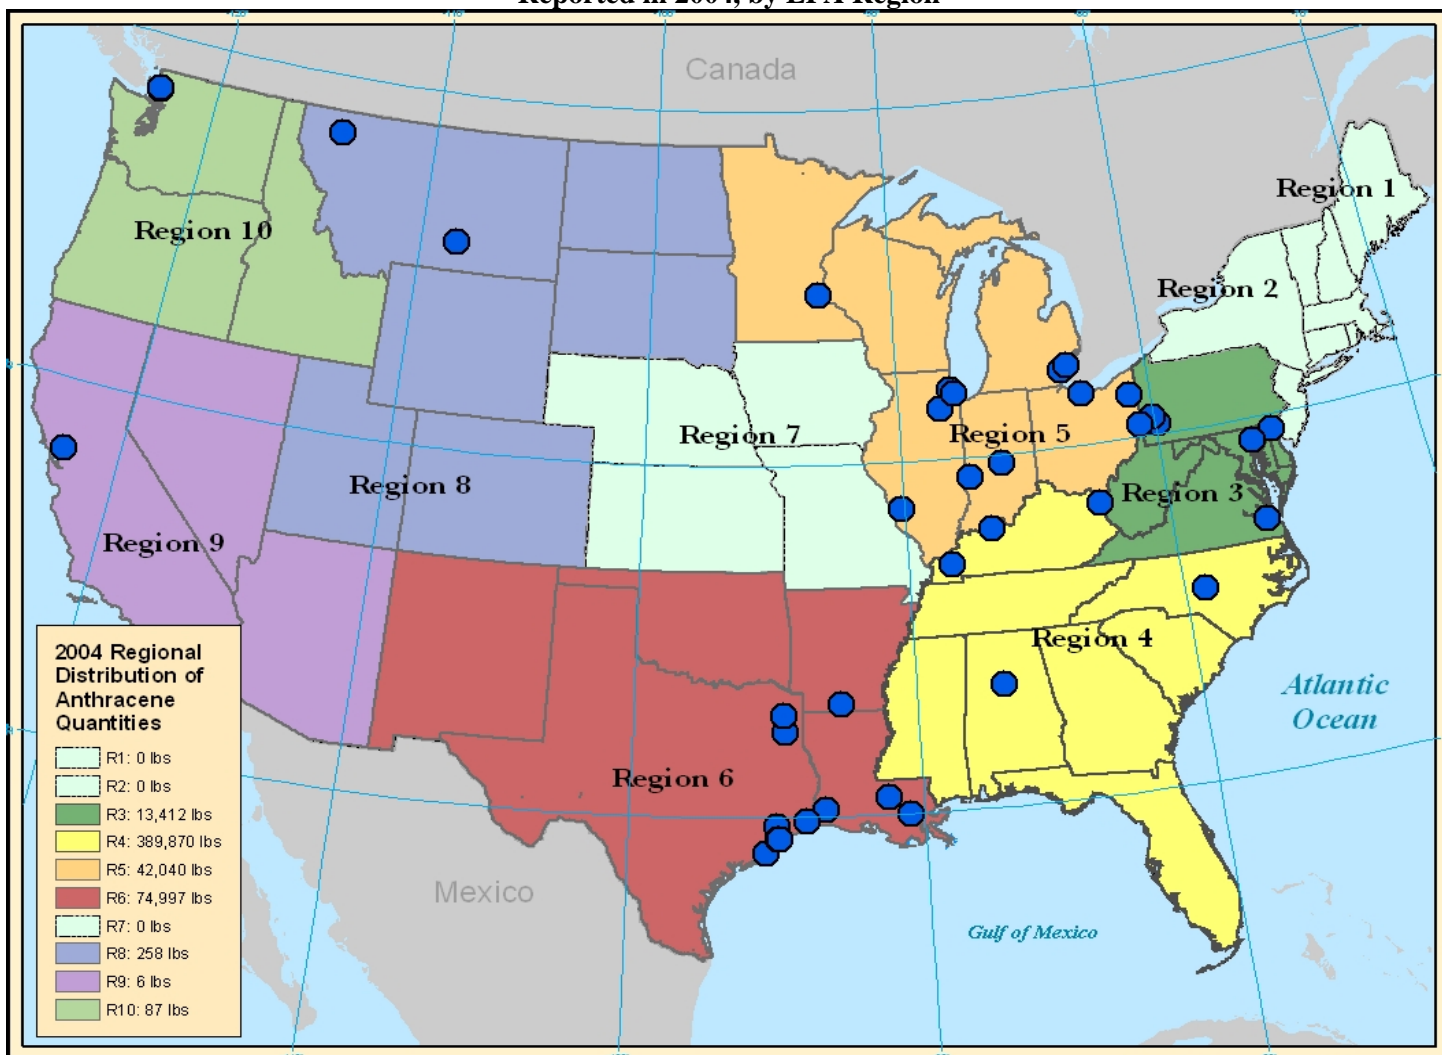 Reported in 2004, by EPA Region
Canada
Region 1
Region 10
Region 2
Region 7
Region 5
Region 8
Region 3
Region 9
Region 4
Region 6
Atlantic
Ocean
Mexico
Gulf of Mexico
2004 Regional
Distribution of
Anthracene
Quantities
R1: 0 lbs
R2: 0 lbs
R3: 13,412 lbs
R4: 389,870 lbs
R5: 42,040 lbs
R6: 74,997 lbs
R7: 0 lbs
R8: 258 lbs
R9: 6 lbs
R10: 87 lbs